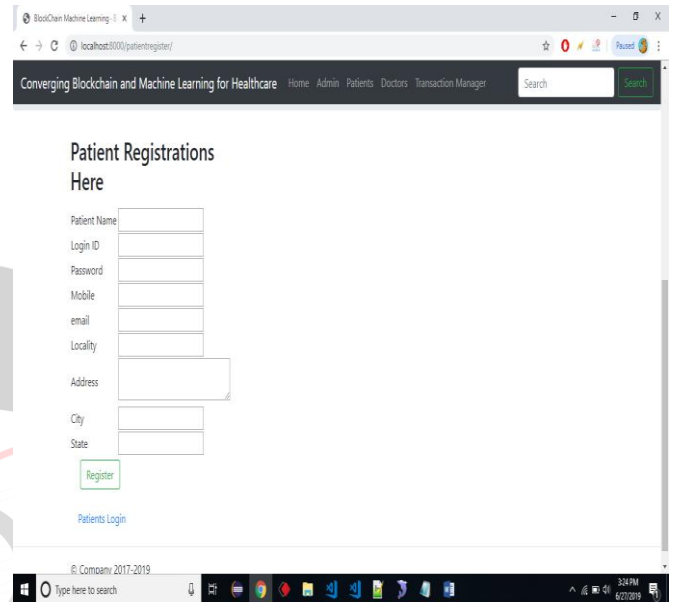 BlockChain Machine Learning -
localhost:8000/patientregister/
Paused
Converging Blockchain and Machine Learning for Healthcare Home Admin Patients Doctors Transaction Manager Search Search
Patient Registrations
Here
Patient Name
Login ID
Password
Mobile
email
Locality
Address
City
State
Register
Patients Login
© Company 2017-2019
Type here to search
3:24 PM
6/27/2019